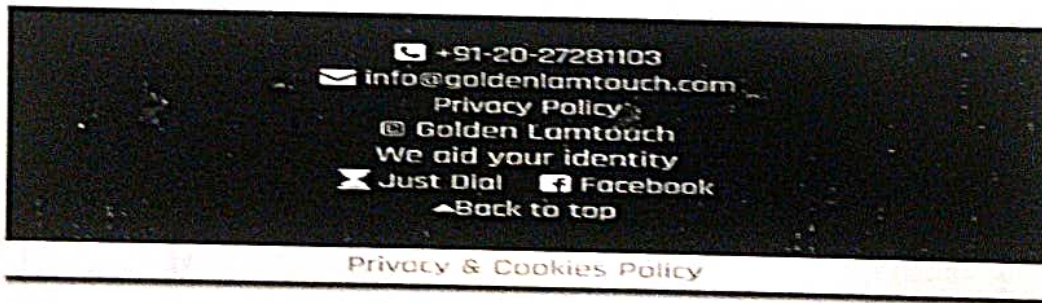 +91-20-27281103
info@goldenlamtouch.com
Privacy Policy
© Golden Lamtouch
We aid your identity
Just Dial Facebook
Back to top
Privacy & Cookies Policy